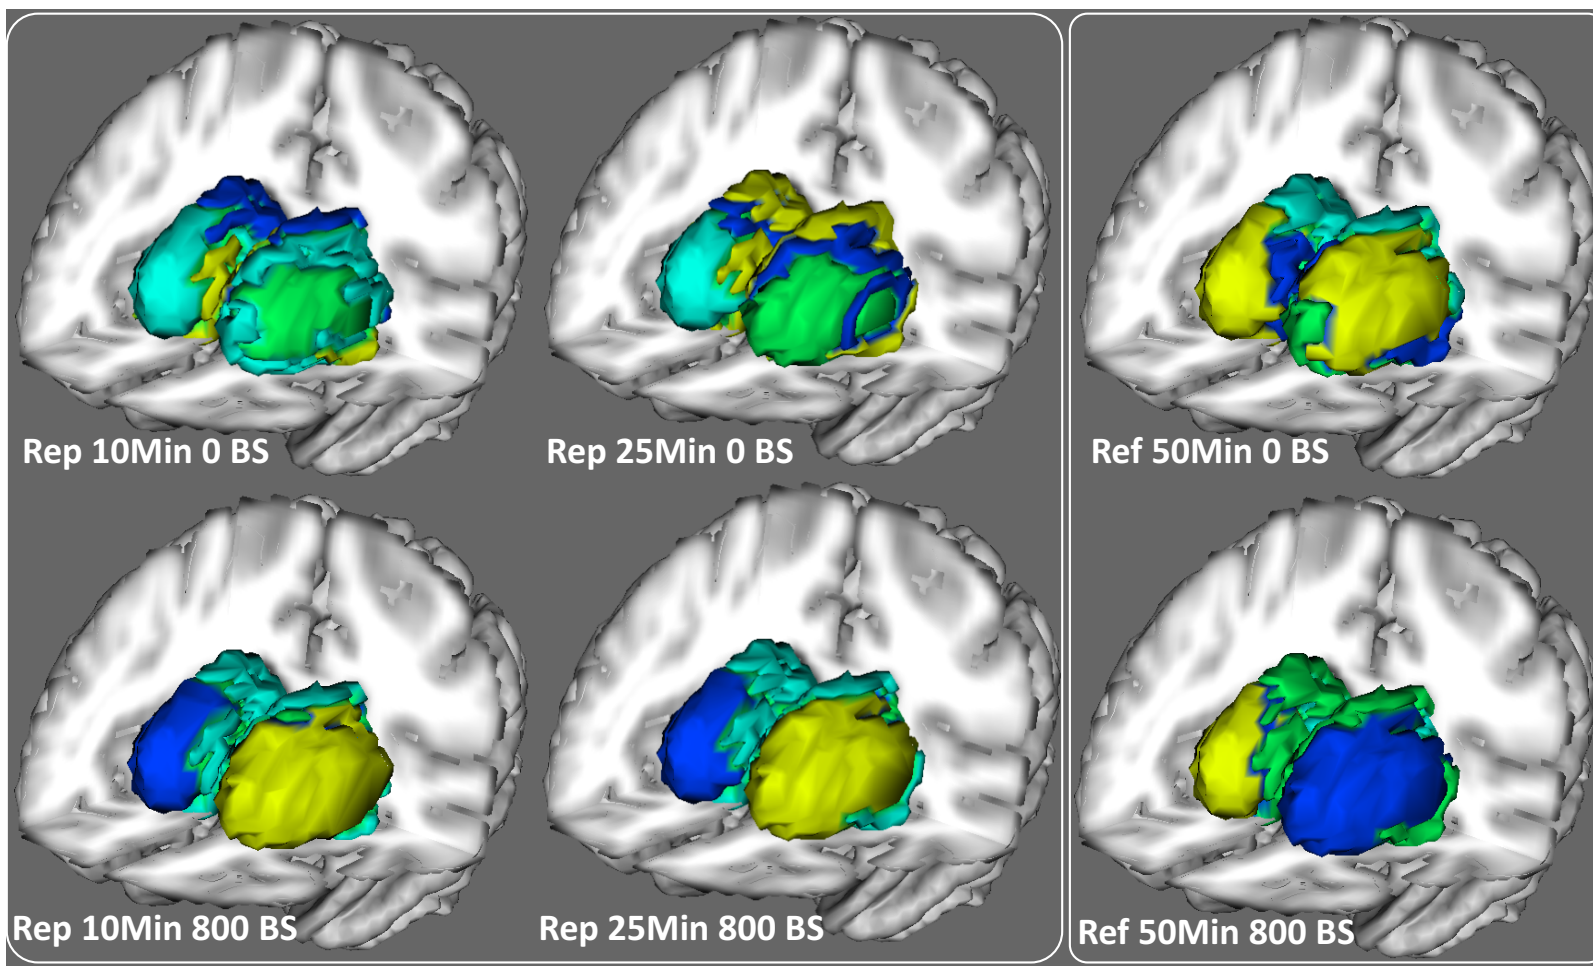 Rep 10Min 0 BS
Rep 25Min 0 BS
Ref 50Min 0 BS
Rep 10Min 800 BS
Rep 25Min 800 BS
Ref 50Min 800 BS